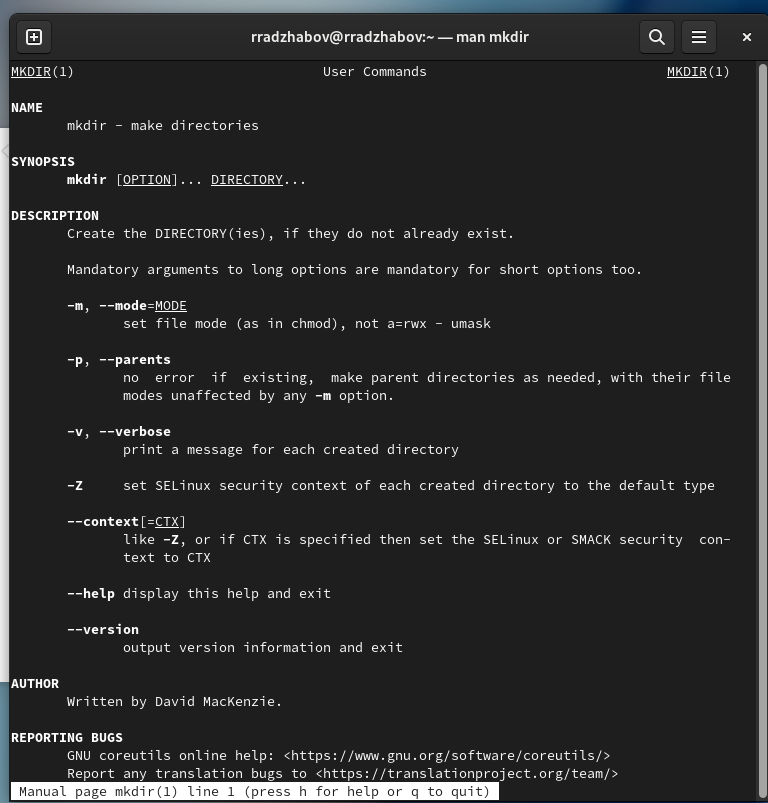 rradzhabov@rradzhabov:~ — man mkdir
MKDIR(1) User Commands MKDIR(1)
NAME
mkdir - make directories
SYNOPSIS
mkdir [OPTION]... DIRECTORY...
DESCRIPTION
Create the DIRECTORY(ies), if they do not already exist.
Mandatory arguments to long options are mandatory for short options too.
-m, --mode=MODE
set file mode (as in chmod), not a=rwx - umask
-p, --parents
no error if existing, make parent directories as needed, with their file
modes unaffected by any -m option.
-v, --verbose
print a message for each created directory
-Z set SELinux security context of each created directory to the default type
--context[=CTX]
like -Z, or if CTX is specified then set the SELinux or SMACK security con-
text to CTX
--help display this help and exit
--version
output version information and exit
AUTHOR
Written by David MacKenzie.
REPORTING BUGS
GNU coreutils online help: <https://www.gnu.org/software/coreutils/>
Report any translation bugs to <https://translationproject.org/team/>
Manual page mkdir(1) line 1 (press h for help or q to quit)